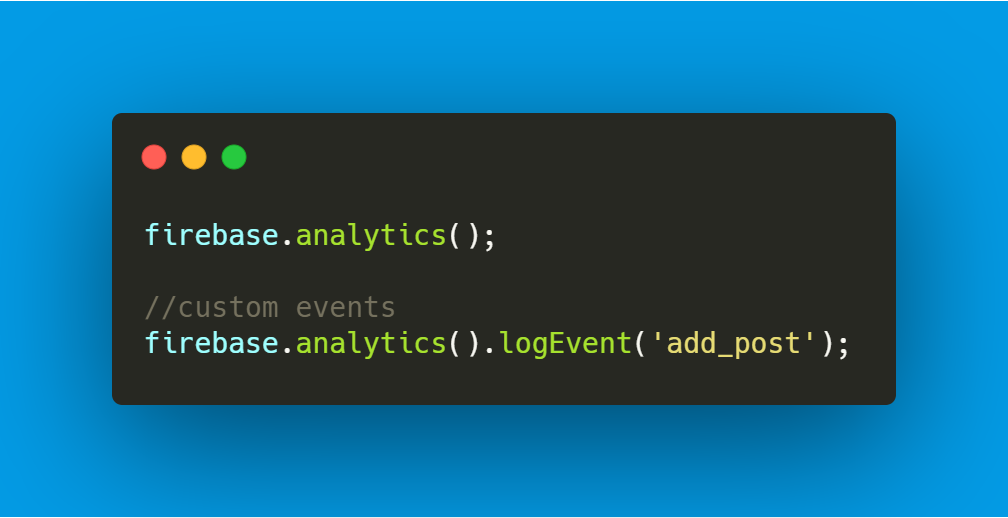 firebase.analytics();
//custom events
firebase.analytics().logEvent('add_post');